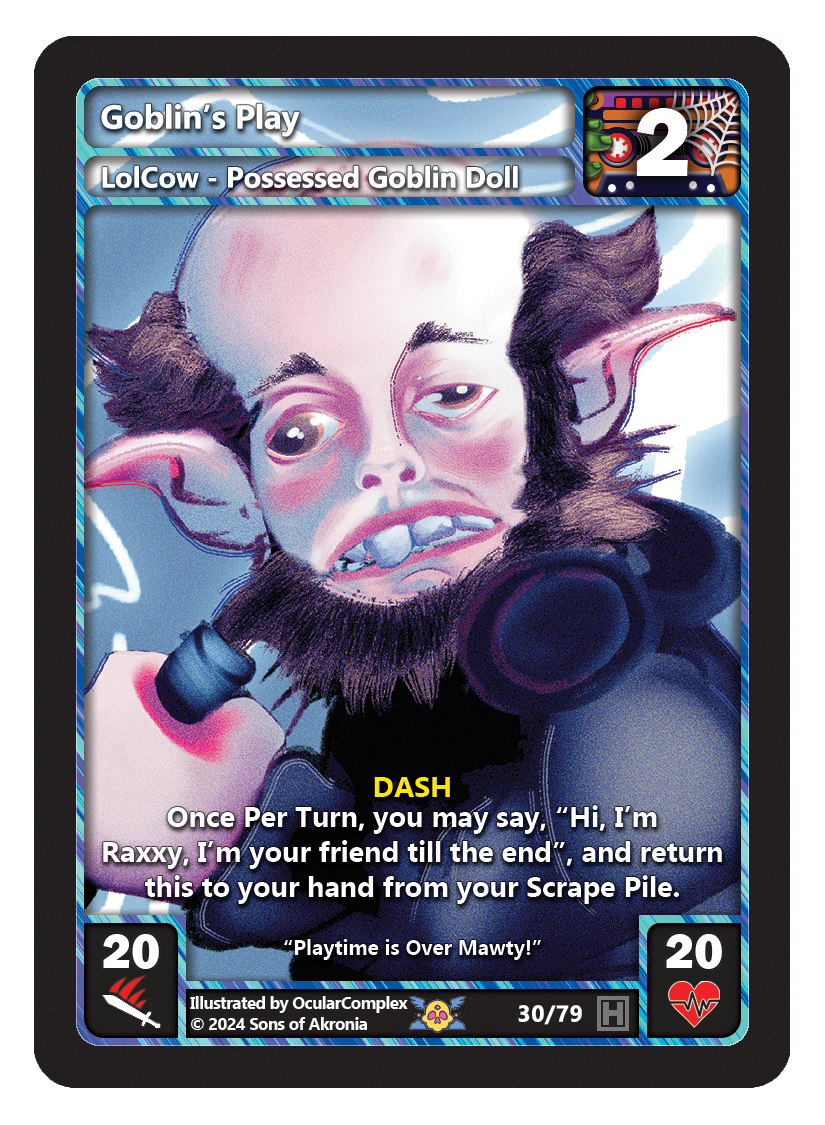 Goblin’s Play
2
LolCow - Possessed Goblin Doll
DASH
Once Per Turn, you may say, “Hi, I’m
Raxxy, I’m your friend till the end”, and return
this to your hand from your Scrape Pile.
“Playtime is Over Mawty!”
20
20
Illustrated by OcularComplex
© 2024 Sons of Akronia
30/79
H